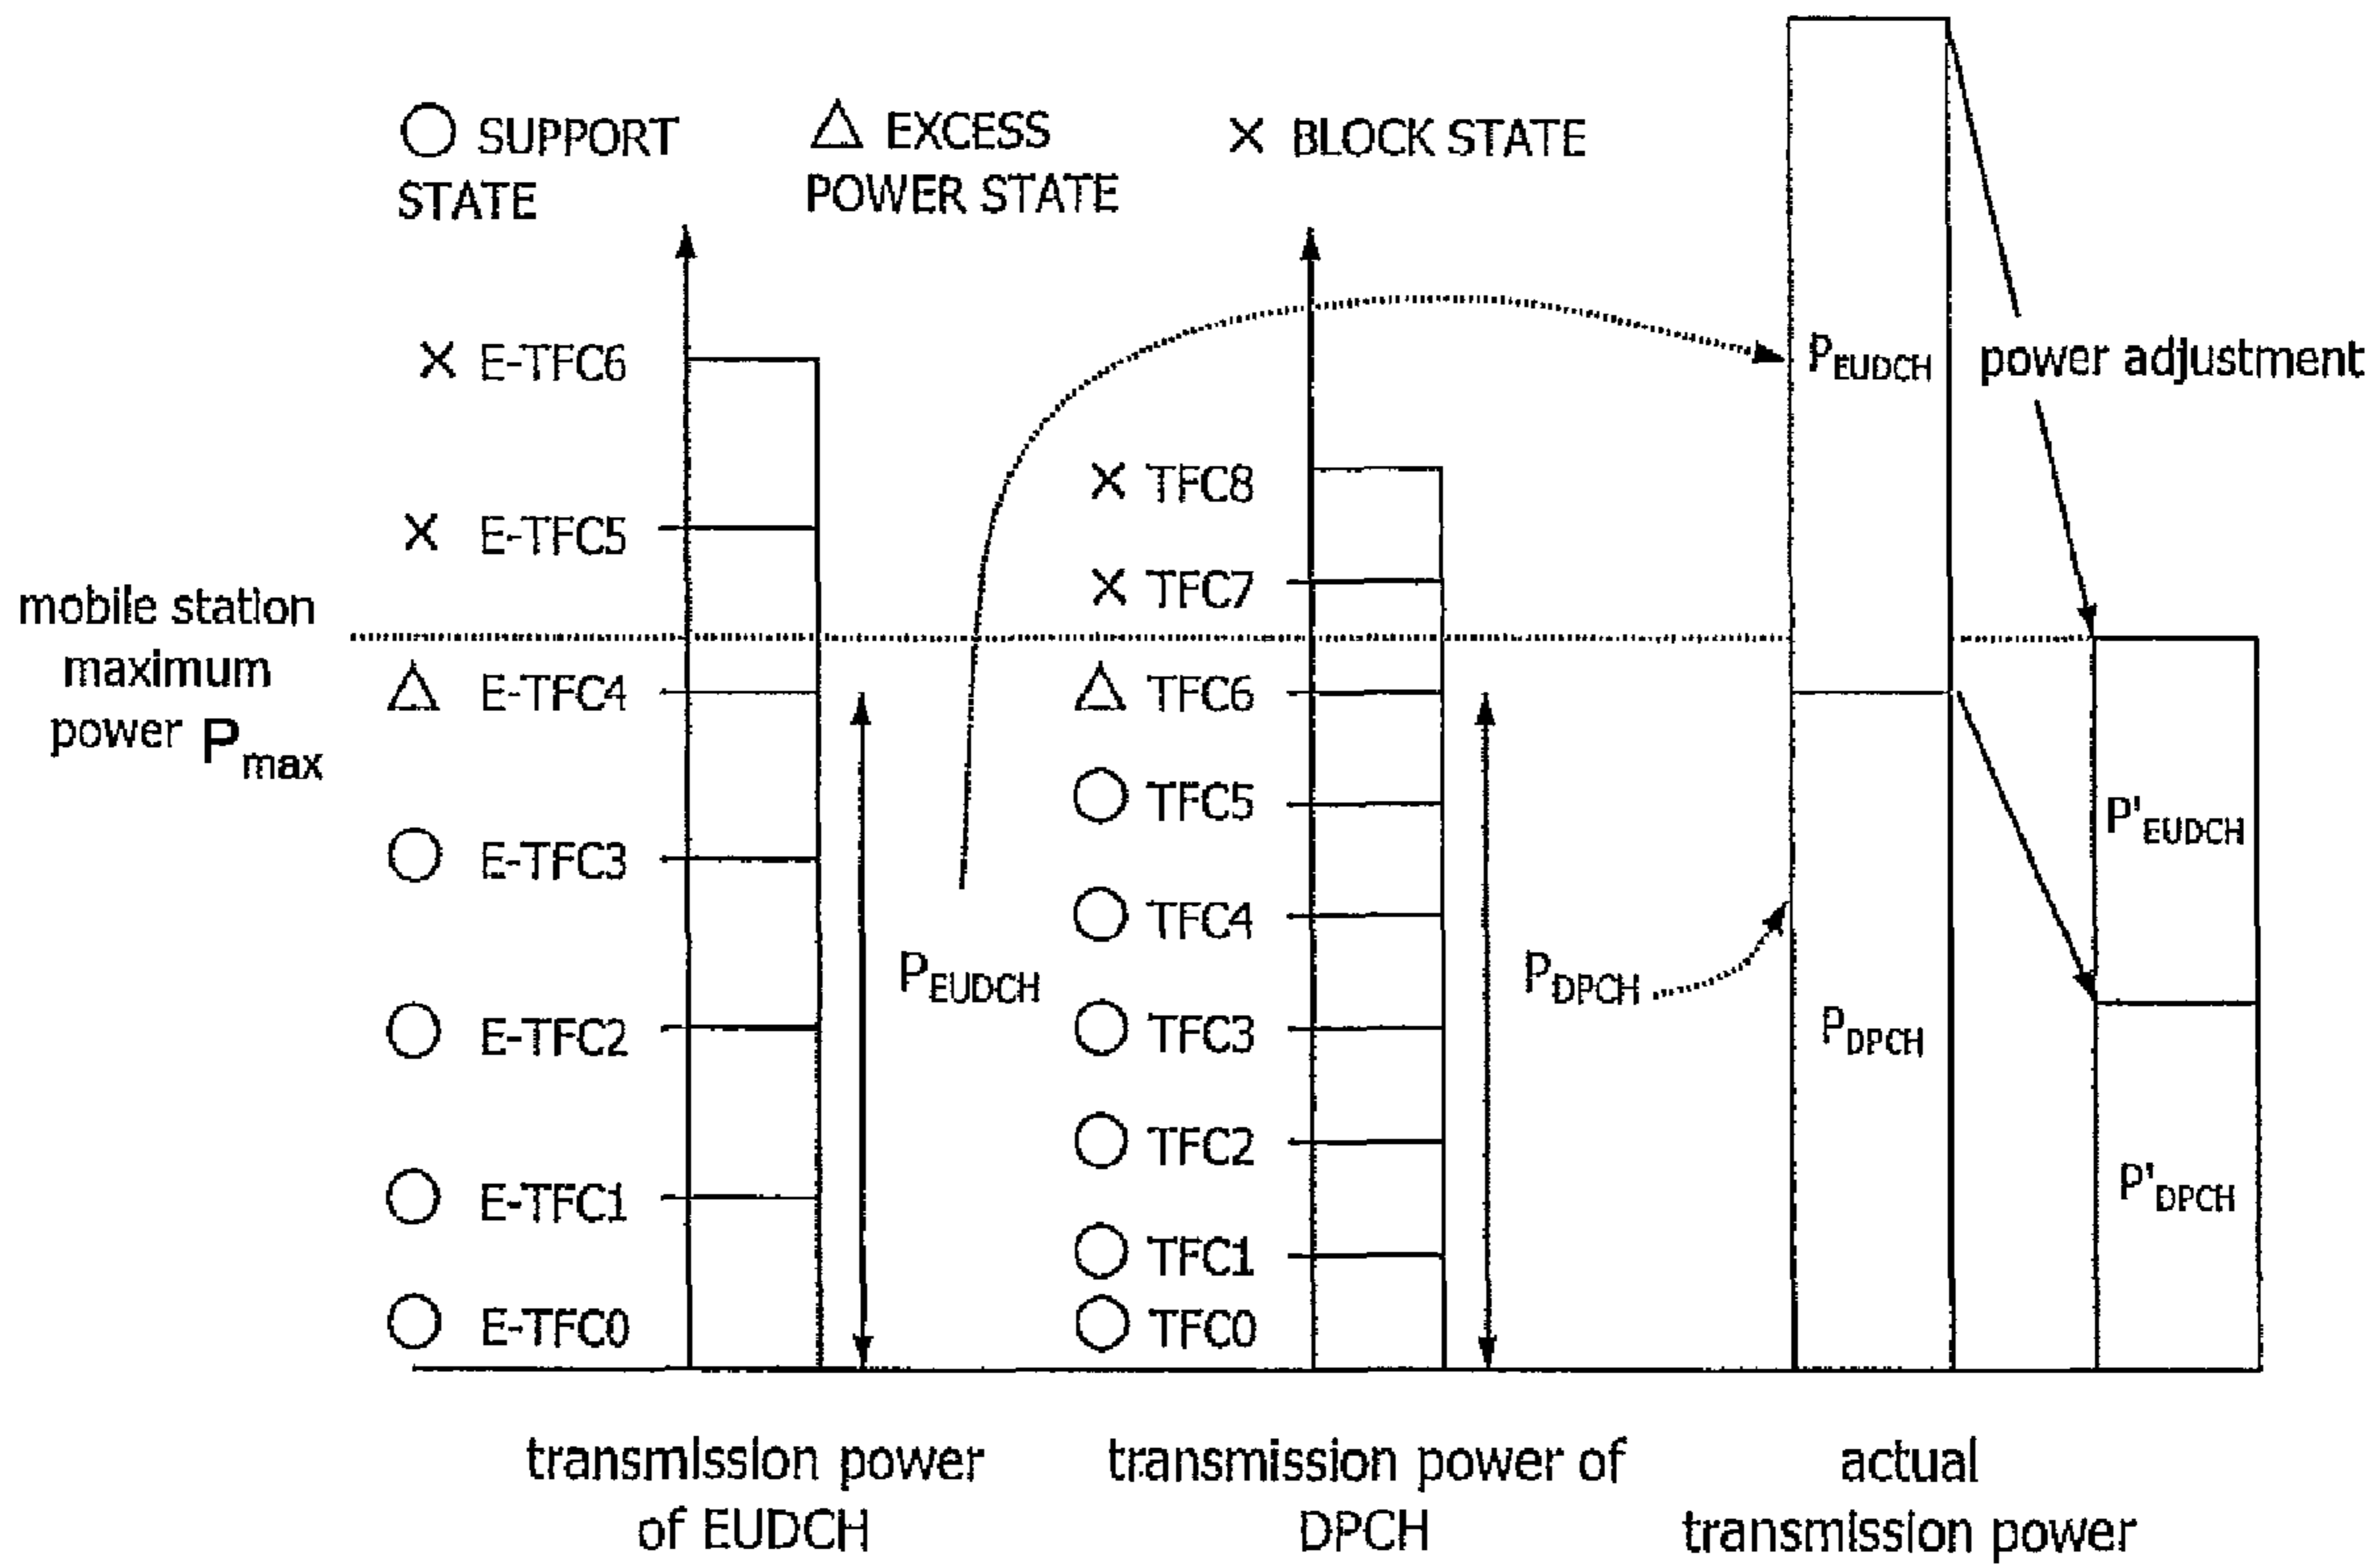 SUPPORT
STATE
EXCESS
POWER STATE
× BLOCK STATE
× E-TFC6
× E-TFC5
E-TFC4
E-TFC3
E-TFC2
E-TFC1
E-TFC0
mobile station
maximum
power Pmax
PEUDCH
× TFC8
× TFC7
TFC6
TFC5
TFC4
TFC3
TFC2
TFC1
TFC0
PDPCH
PEUDCH
PDPCH
power adjustment
P'EUDCH
P'DPCH
transmission power
of EUDCH
transmission power of
DPCH
actual
transmission power